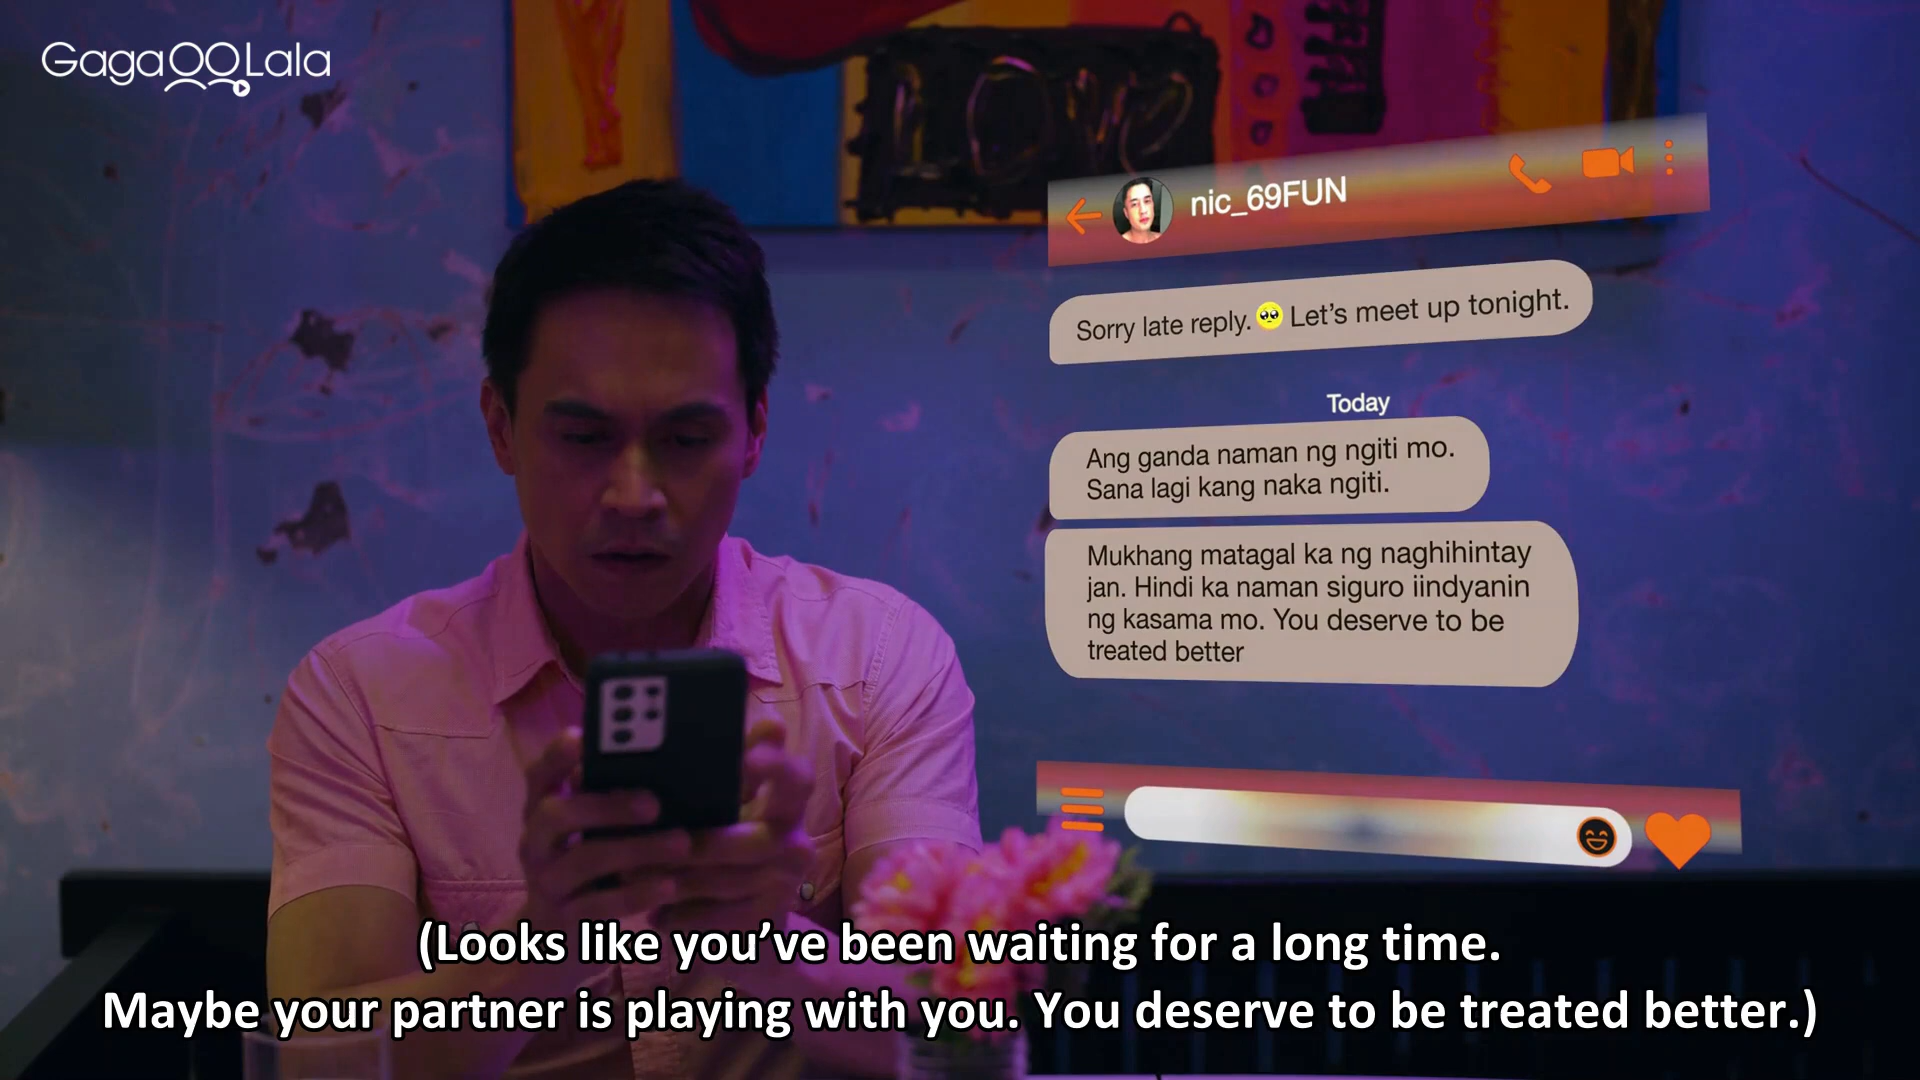 GagaOOLala
LOVE
nic_69FUN
Sorry late reply. 🥺 Let's meet up tonight.
Today
Ang ganda naman ng ngiti mo.
Sana lagi kang naka ngiti.
Mukhang matagal ka ng naghihintay
jan. Hindi ka naman siguro iindyanin
ng kasama mo. You deserve to be
treated better
(Looks like you've been waiting for a long time.
Maybe your partner is playing with you. You deserve to be treated better.)